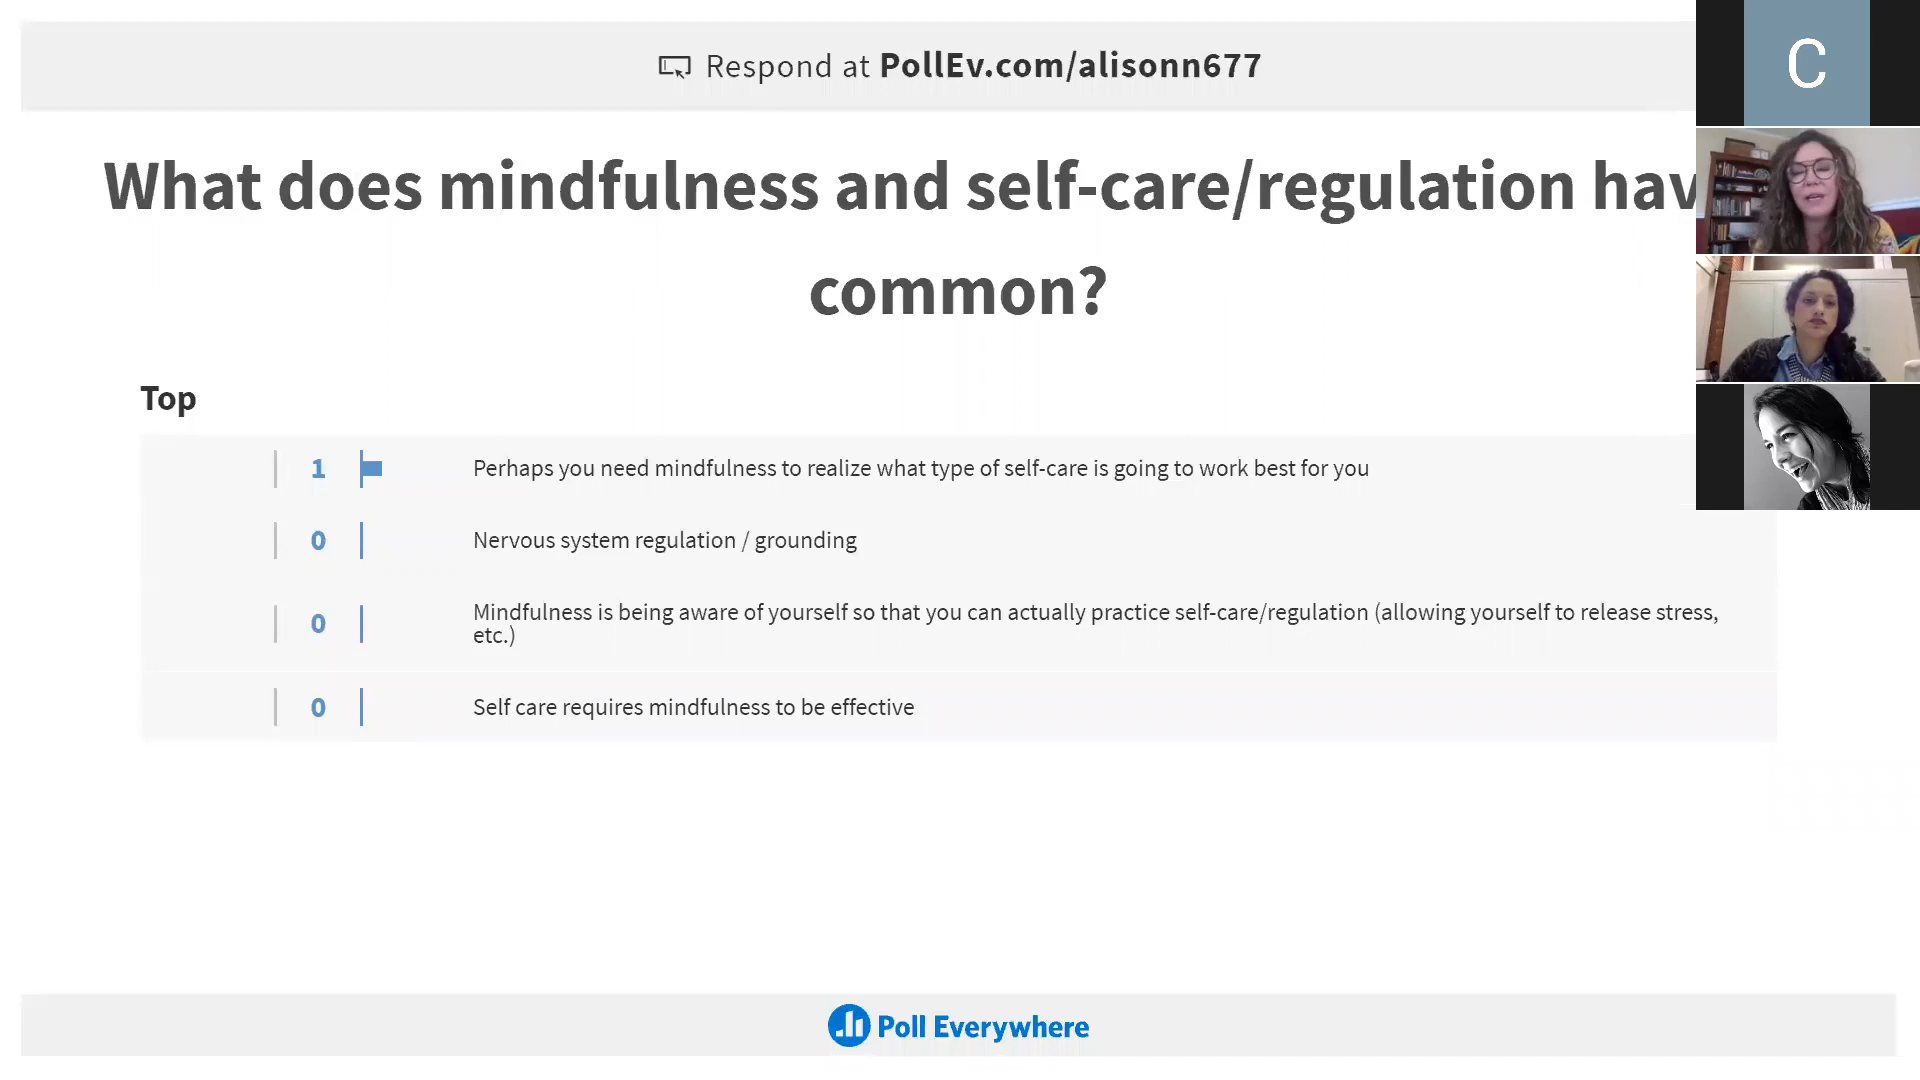 Respond at PollEv.com/alisonn677
C
What does mindfulness and self-care/regulation hav
common?
Top
1 Perhaps you need mindfulness to realize what type of self-care is going to work best for you
0 Nervous system regulation / grounding
0 Mindfulness is being aware of yourself so that you can actually practice self-care/regulation (allowing yourself to release stress,
etc.)
0 Self care requires mindfulness to be effective
Poll Everywhere